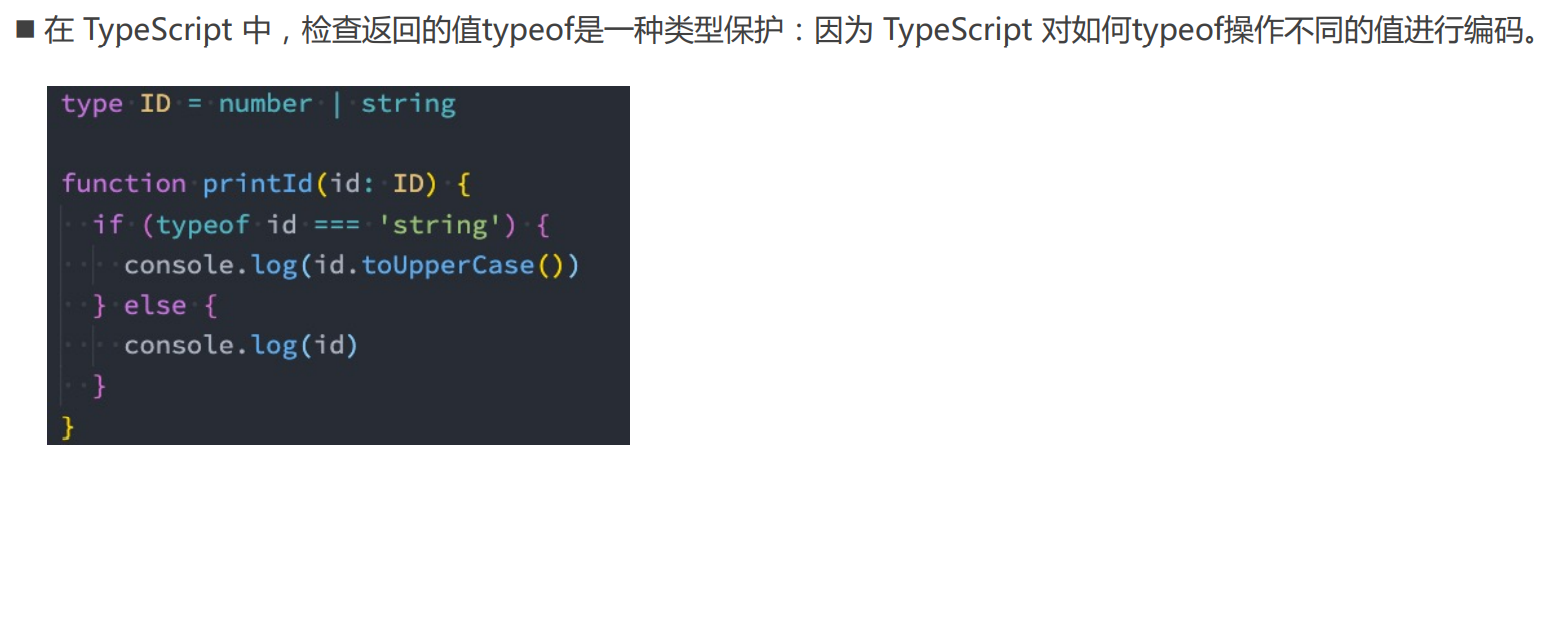 ■ 在 TypeScript 中，检查返回的值typeof是一种类型保护：因为 TypeScript 对如何typeof操作不同的值进行编码。
type ID = number | string
function printId(id: ID) {
  if (typeof id === 'string') {
    console.log(id.toUpperCase())
  } else {
    console.log(id)
  }
}